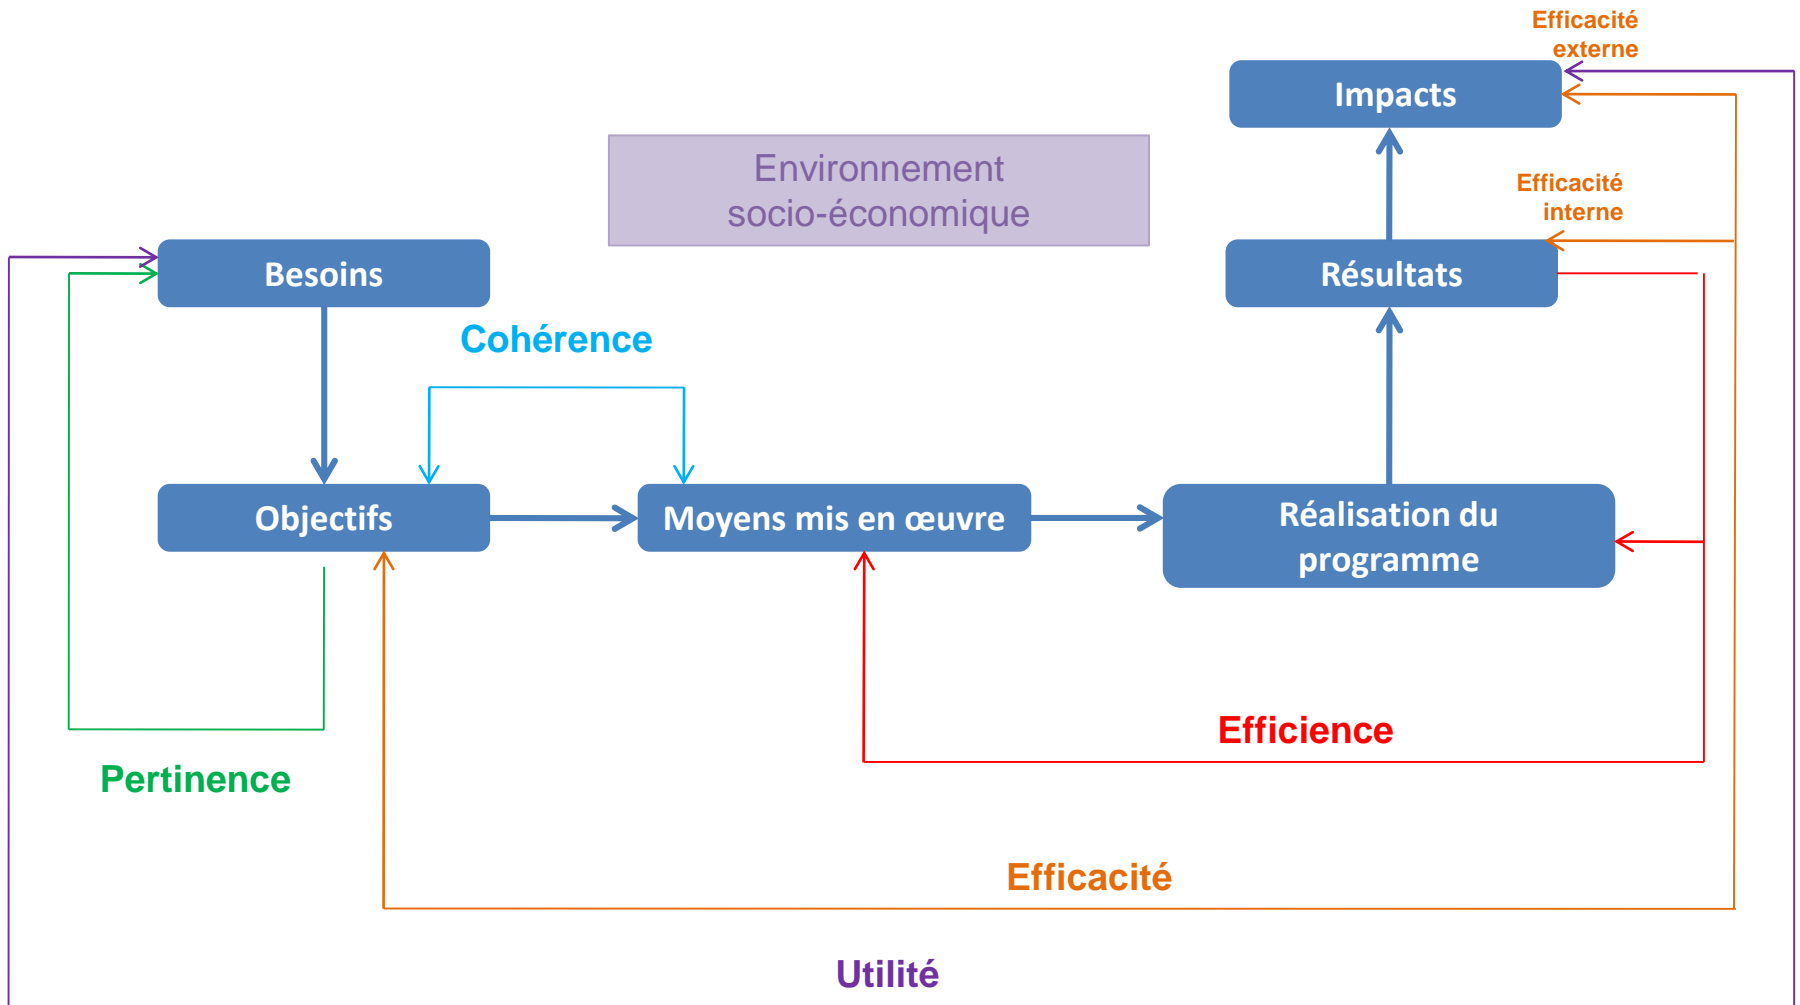 Efficacité
externe
Impacts
Environnement
socio-économique
Efficacité
interne
Besoins
Résultats
Cohérence
Objectifs
Moyens mis en œuvre
Réalisation du
programme
Efficience
Pertinence
Efficacité
Utilité